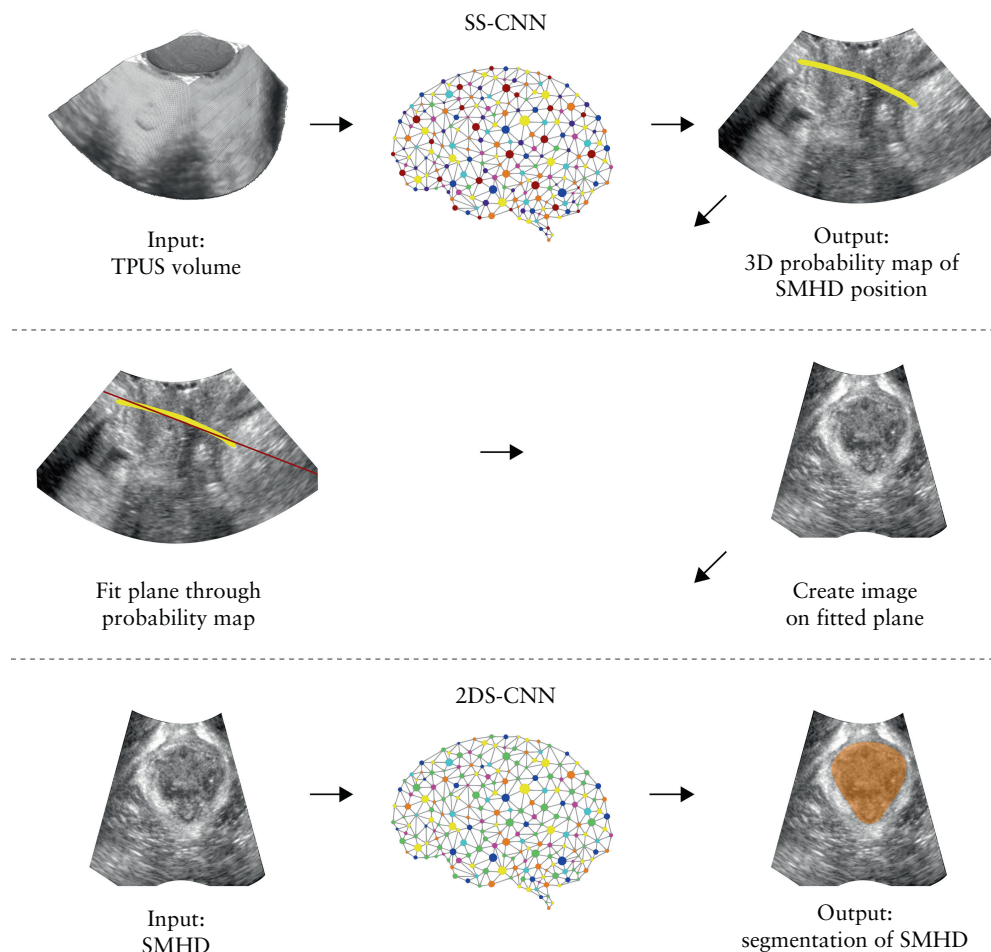 SS-CNN
Input:
TPUS volume
Output:
3D probability map of
SMHD position
Fit plane through
probability map
Create image
on fitted plane
2DS-CNN
Input:
SMHD
Output:
segmentation of SMHD